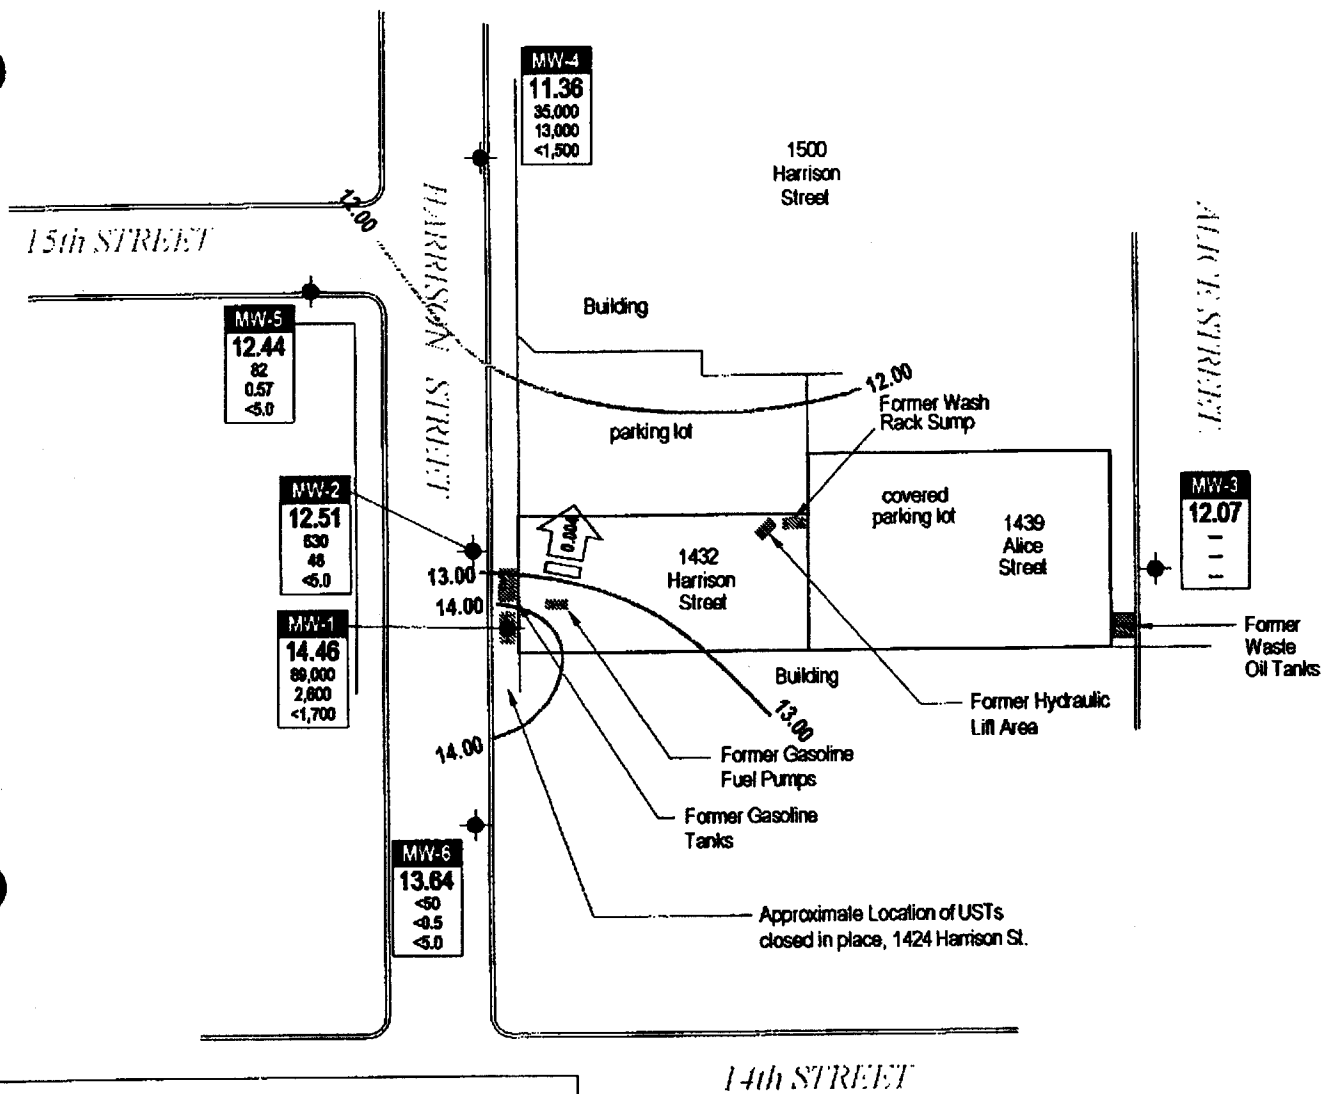 MW-4
11.36
35,000
13,000
<1,500
1500
Harrison
Street
12.00
15th STREET
HARRISON STREET
ALICE STREET
Building
MW-5
12.44
82
0.57
<5.0
12.00
Former Wash
Rack Sump
parking lot
MW-2
12.51
630
46
<5.0
covered
parking lot
1439
Alice
Street
MW-3
12.07
–
–
–
0.004
1432
Harrison
Street
13.00
14.00
MW-1
14.46
89,000
2,600
<1,700
Former
Waste
Oil Tanks
Building
Former Hydraulic
Lift Area
13.00
14.00
Former Gasoline
Fuel Pumps
Former Gasoline
Tanks
MW-6
13.64
<50
<0.5
<5.0
Approximate Location of USTs
closed in place, 1424 Harrison St.
14th STREET